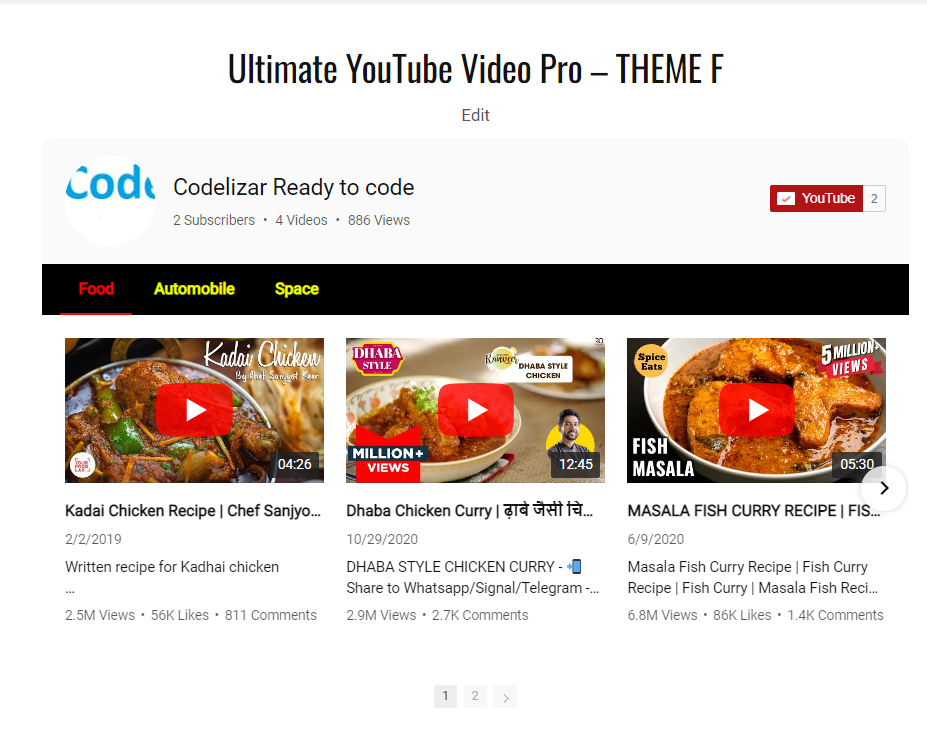 Ultimate YouTube Video Pro – THEME F
Edit
Code
Codelizar Ready to code
2 Subscribers • 4 Videos • 886 Views
YouTube 2
Food Automobile Space
Kadai Chicken
By Chef Sanjyot Keer
YOUR FOOD LAB
04:26
DHABA STYLE
Ranveer
DHABA STYLE
CHICKEN
MILLION+
VIEWS
12:45
Spice
Eats
5 MILLION+
VIEWS
FISH
MASALA
05:30
Kadai Chicken Recipe | Chef Sanjyo...
2/2/2019
Written recipe for Kadhai chicken
...
2.5M Views • 56K Likes • 811 Comments
Dhaba Chicken Curry | ढ़ाबे जैसी चि...
10/29/2020
DHABA STYLE CHICKEN CURRY - 📲
Share to Whatsapp/Signal/Telegram -...
2.9M Views • 2.7K Comments
MASALA FISH CURRY RECIPE | FIS...
6/9/2020
Masala Fish Curry Recipe | Fish Curry
Recipe | Fish Curry | Masala Fish Reci...
6.8M Views • 86K Likes • 1.4K Comments
1 2 >